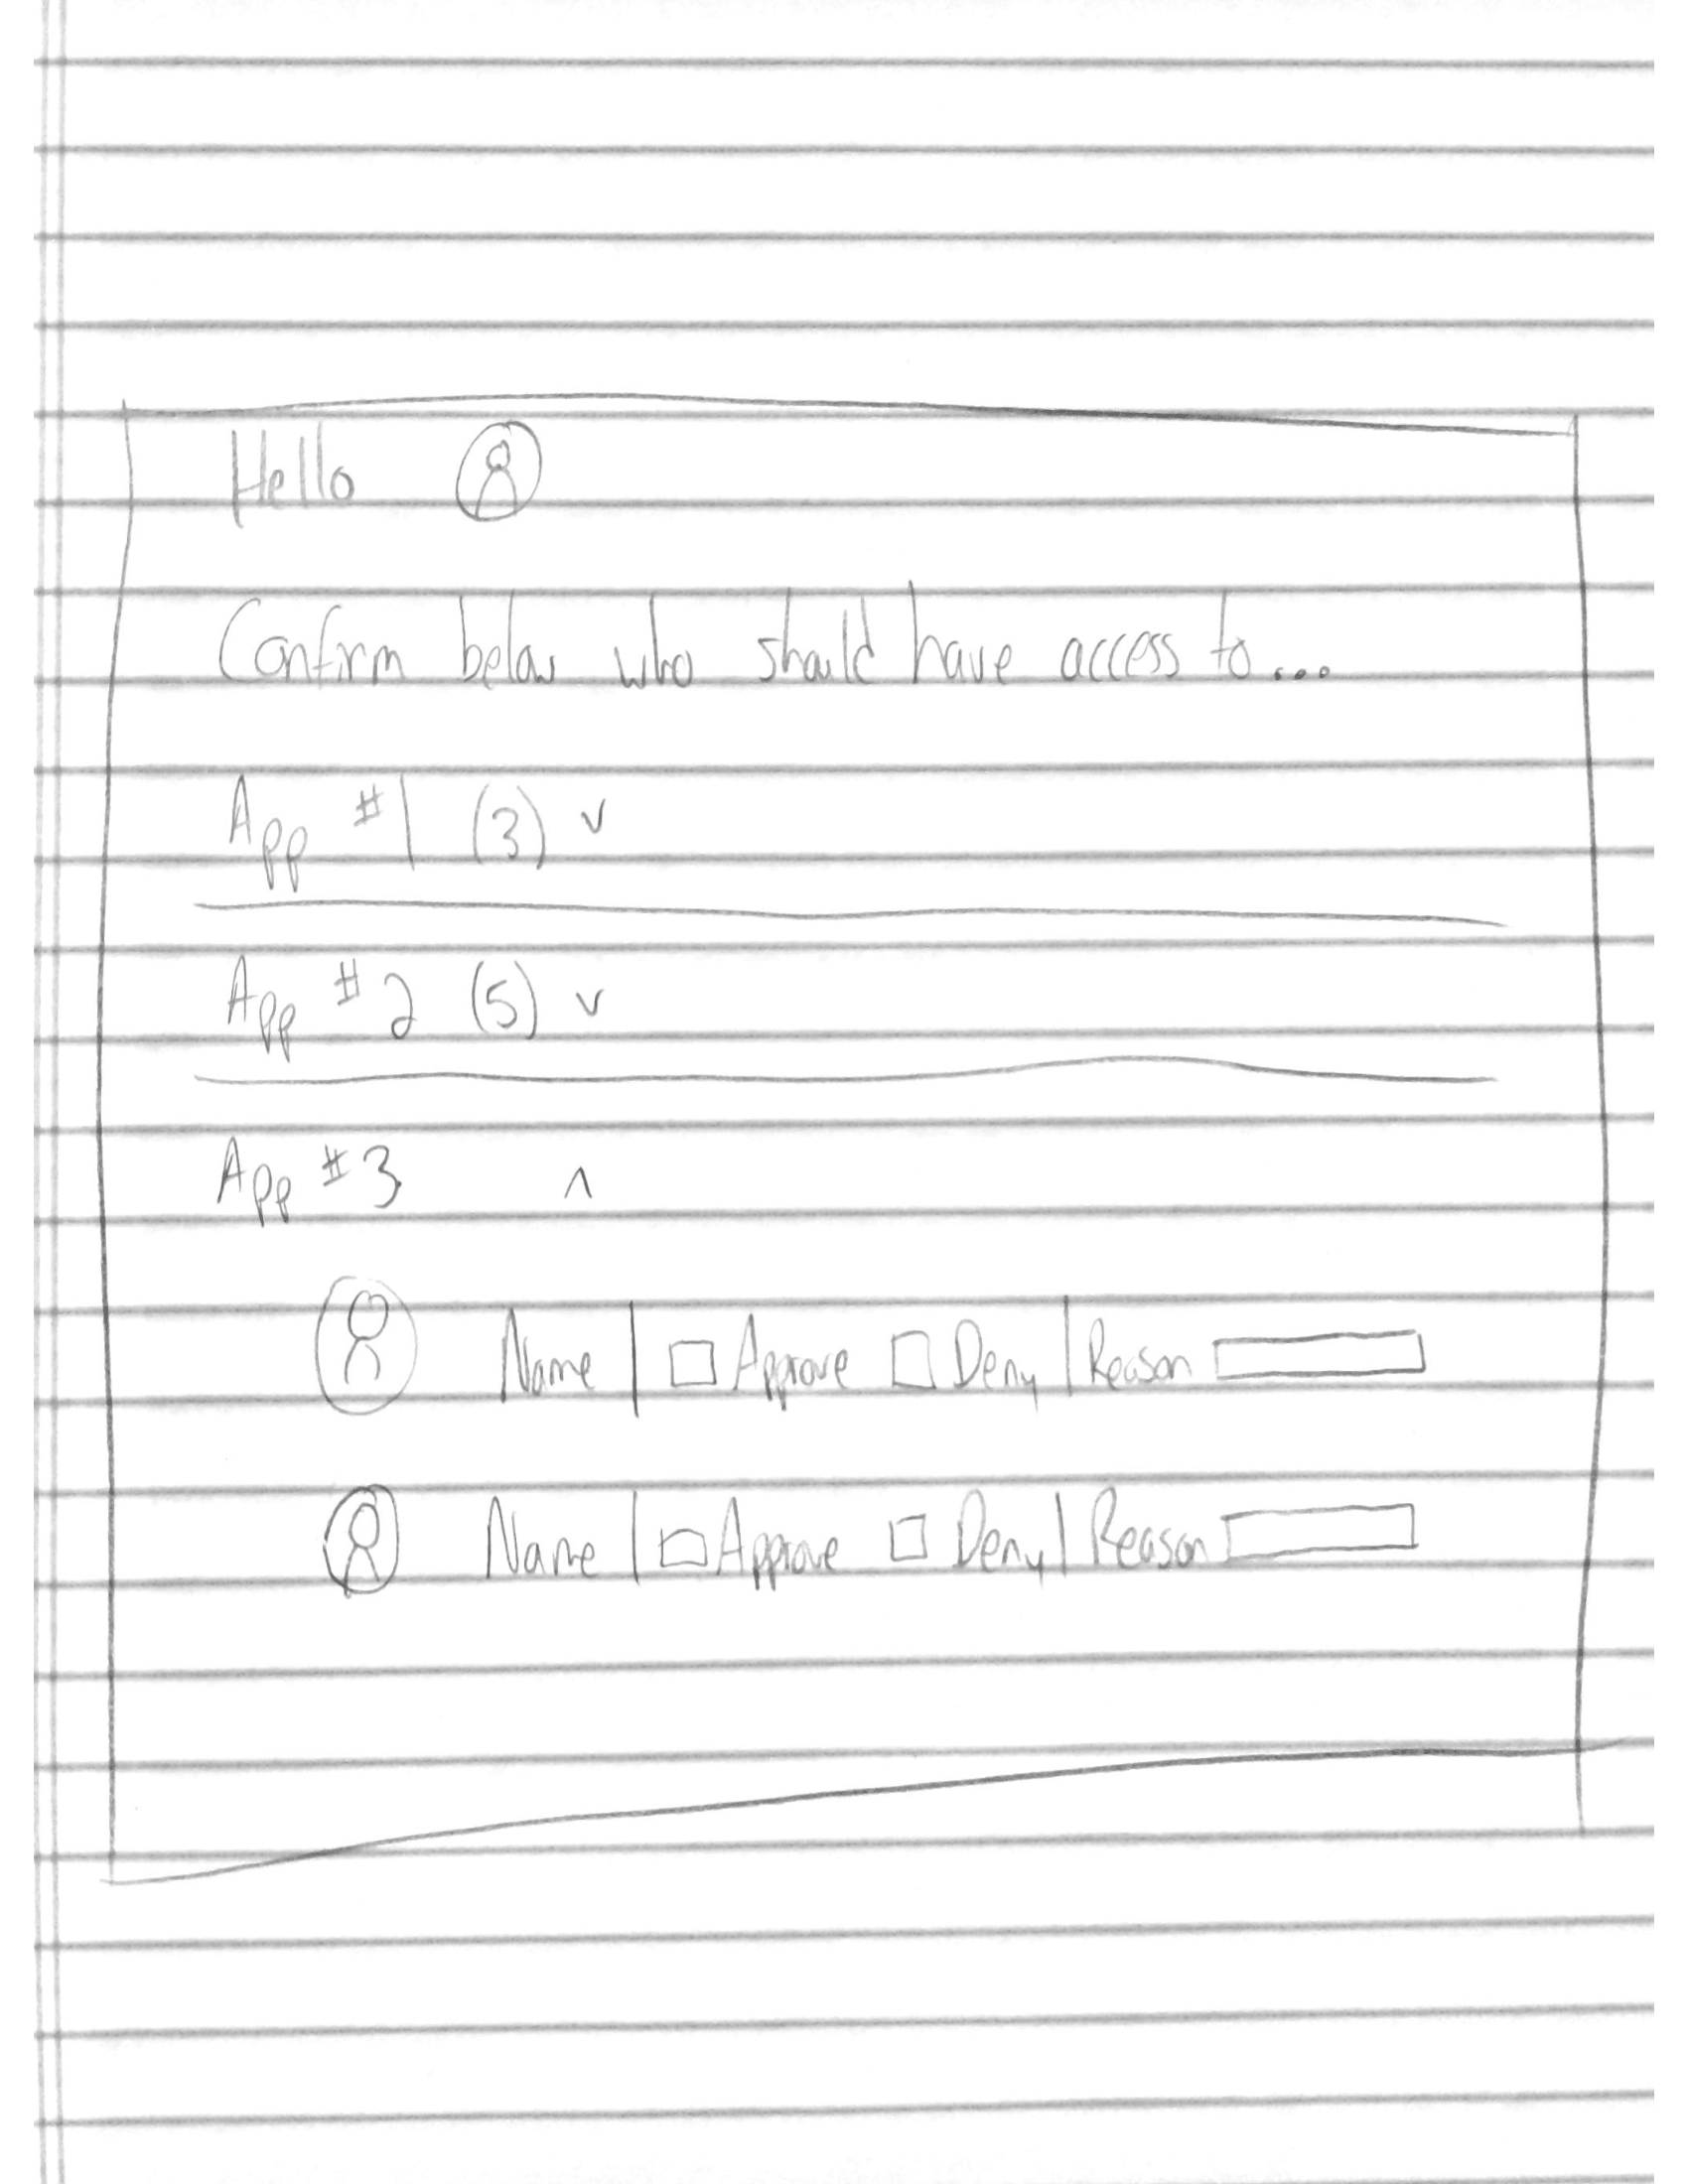 Hello
Confirm below who should have access to...
App #1 (3) v
App #2 (5) v
App #3 ^
Name | Approve Deny | Reason
Name | Approve Deny | Reason